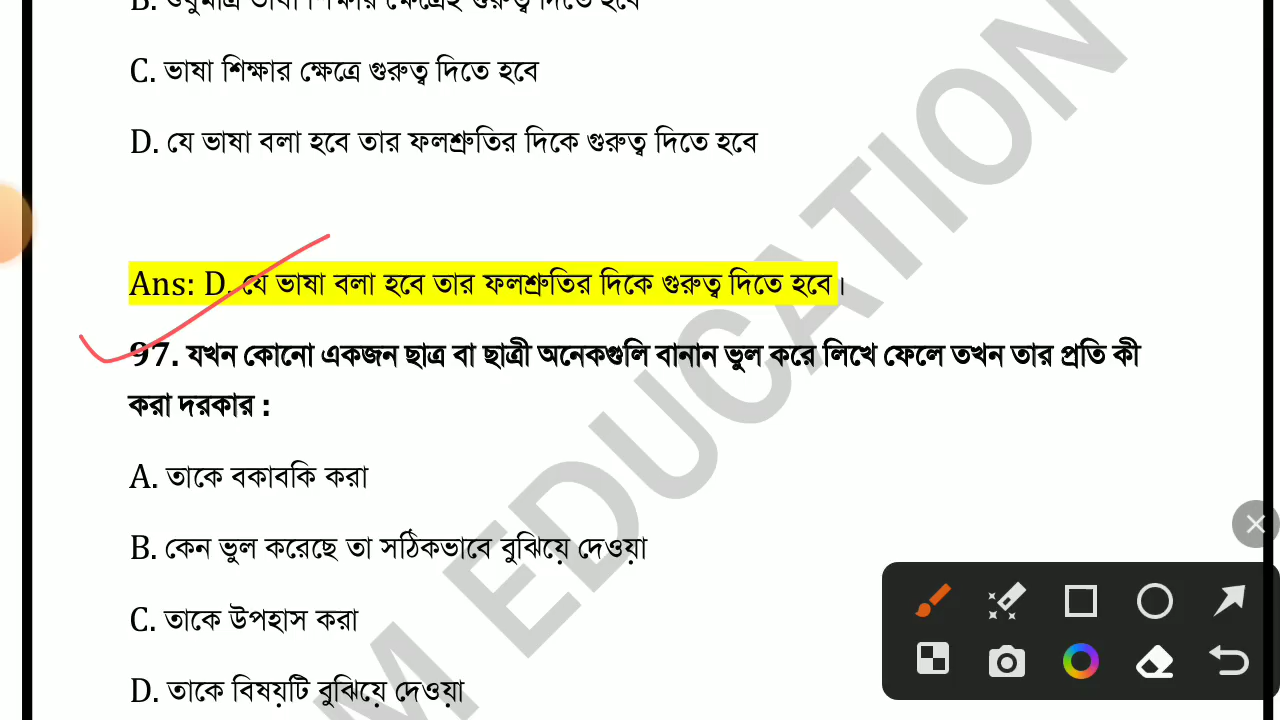 B. শুধুমাত্র ভাষা শিক্ষার ক্ষেত্রেই গুরুত্ব দিতে হবে
C. ভাষা শিক্ষার ক্ষেত্রে গুরুত্ব দিতে হবে
D. যে ভাষা বলা হবে তার ফলশ্রুতির দিকে গুরুত্ব দিতে হবে
Ans: D. যে ভাষা বলা হবে তার ফলশ্রুতির দিকে গুরুত্ব দিতে হবে।
97. যখন কোনো একজন ছাত্র বা ছাত্রী অনেকগুলি বানান ভুল করে লিখে ফেলে তখন তার প্রতি কী
করা দরকার :
A. তাকে বকাবকি করা
B. কেন ভুল করেছে তা সঠিকভাবে বুঝিয়ে দেওয়া
C. তাকে উপহাস করা
D. তাকে বিষয়টি বুঝিয়ে দেওয়া
M EDUCATION